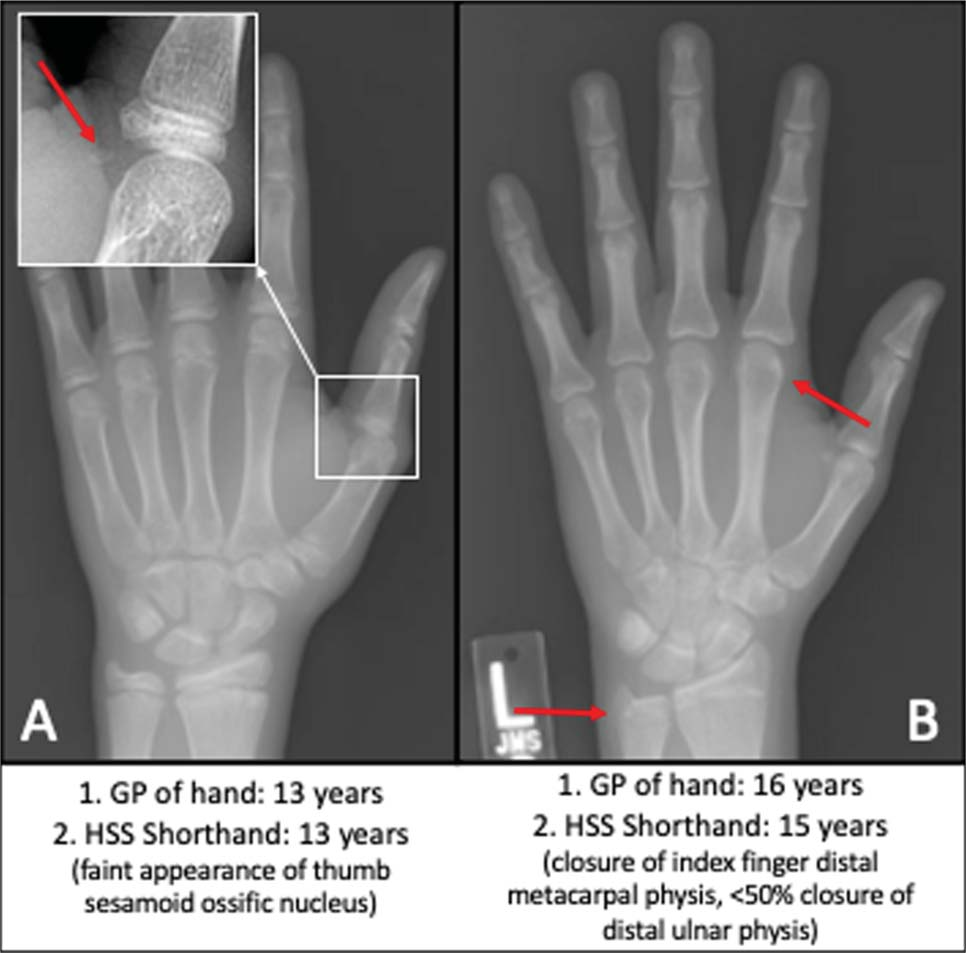 A
L
JMS
B
1. GP of hand: 13 years
2. HSS Shorthand: 13 years
(faint appearance of thumb
sesamoid ossific nucleus)
1. GP of hand: 16 years
2. HSS Shorthand: 15 years
(closure of index finger distal
metacarpal physis, <50% closure of
distal ulnar physis)